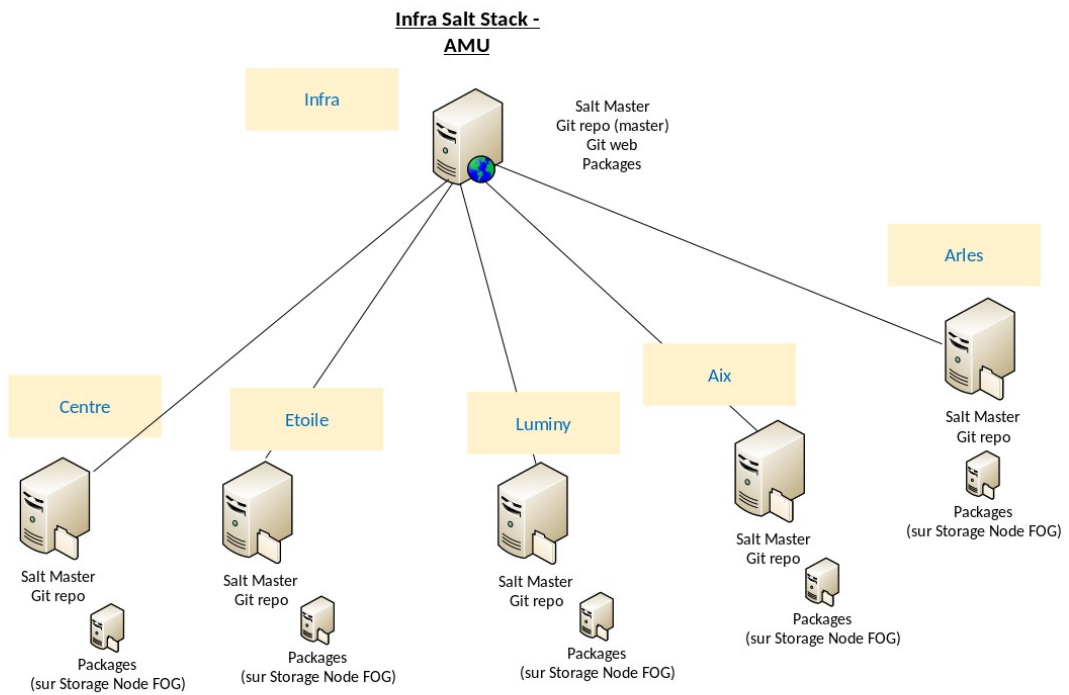 Infra Salt Stack -
AMU
Infra
Salt Master
Git repo (master)
Git web
Packages
Arles
Salt Master
Git repo
Packages
(sur Storage Node FOG)
Aix
Salt Master
Git repo
Packages
(sur Storage Node FOG)
Centre
Salt Master
Git repo
Packages
(sur Storage Node FOG)
Etoile
Salt Master
Git repo
Packages
(sur Storage Node FOG)
Luminy
Salt Master
Git repo
Packages
(sur Storage Node FOG)